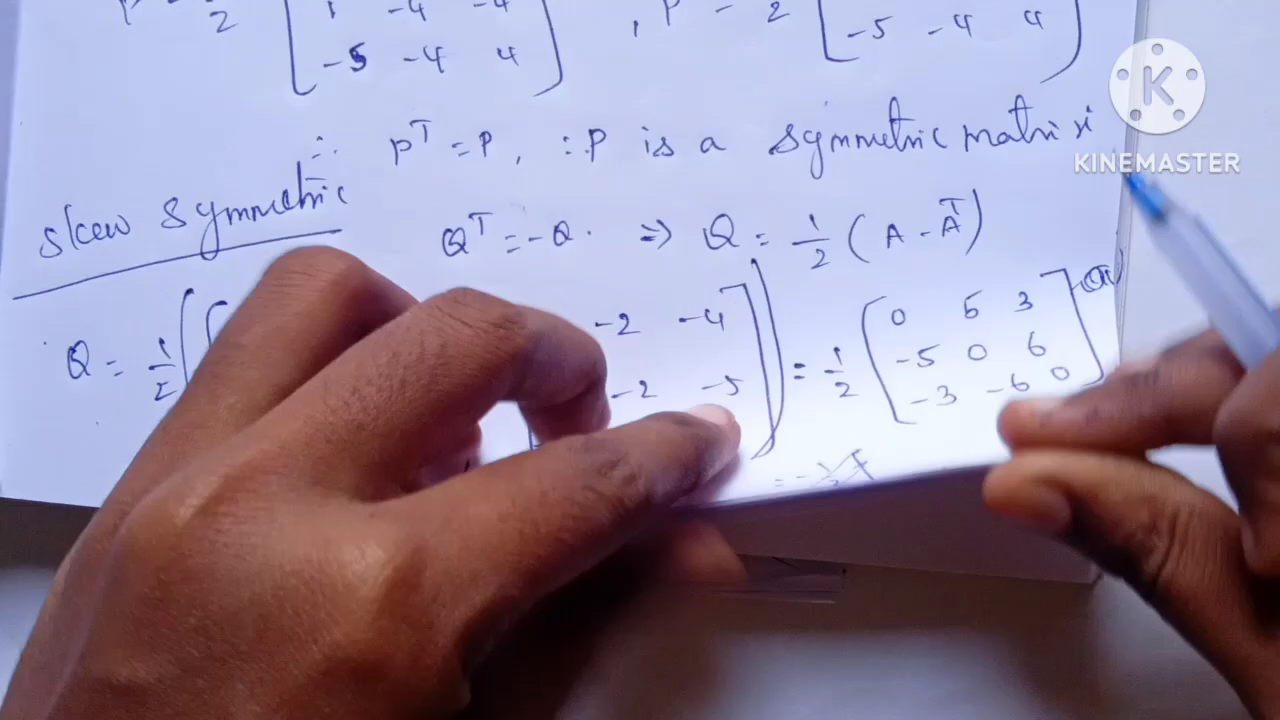 1 -4 -4 , P = 2
2 -5 -4 4 -5 -4 4
∴ Pᵀ = P, ∴ P is a symmetric matrix
KINEMASTER
Skew Symmetric
Qᵀ = -Q. ⇒ Q = 1/2 (A - Aᵀ)
Q = 1/2 -2 -4 = 1/2 0 5 3
-2 -5 -5 0 6
-3 -6 0